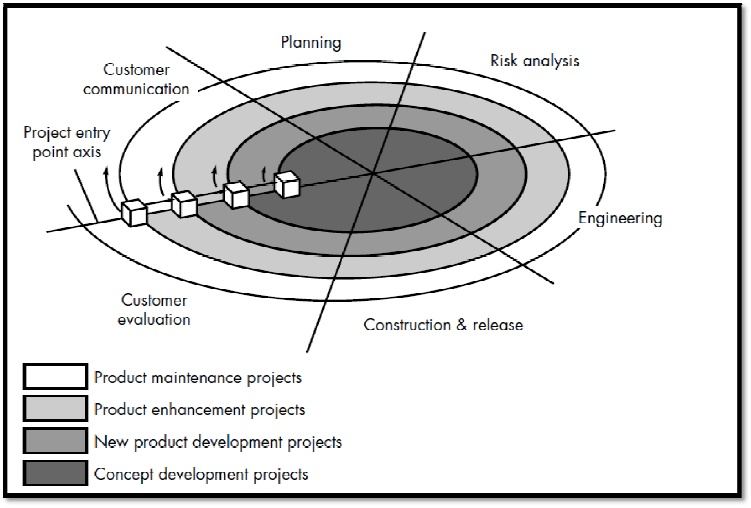 Planning
Risk analysis
Customer
communication
Project entry
point axis
Engineering
Customer
evaluation
Construction & release
Product maintenance projects
Product enhancement projects
New product development projects
Concept development projects